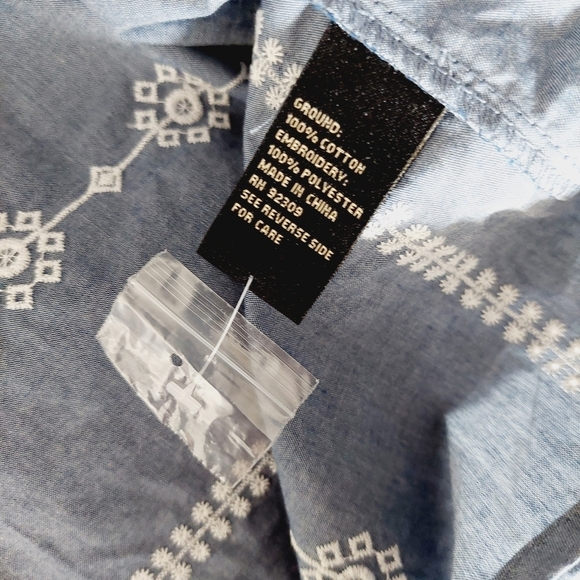 GROUND:
100% COTTON
EMBROIDERY:
100% POLYESTER
MADE IN CHINA
RN 92309
SEE REVERSE SIDE
FOR CARE